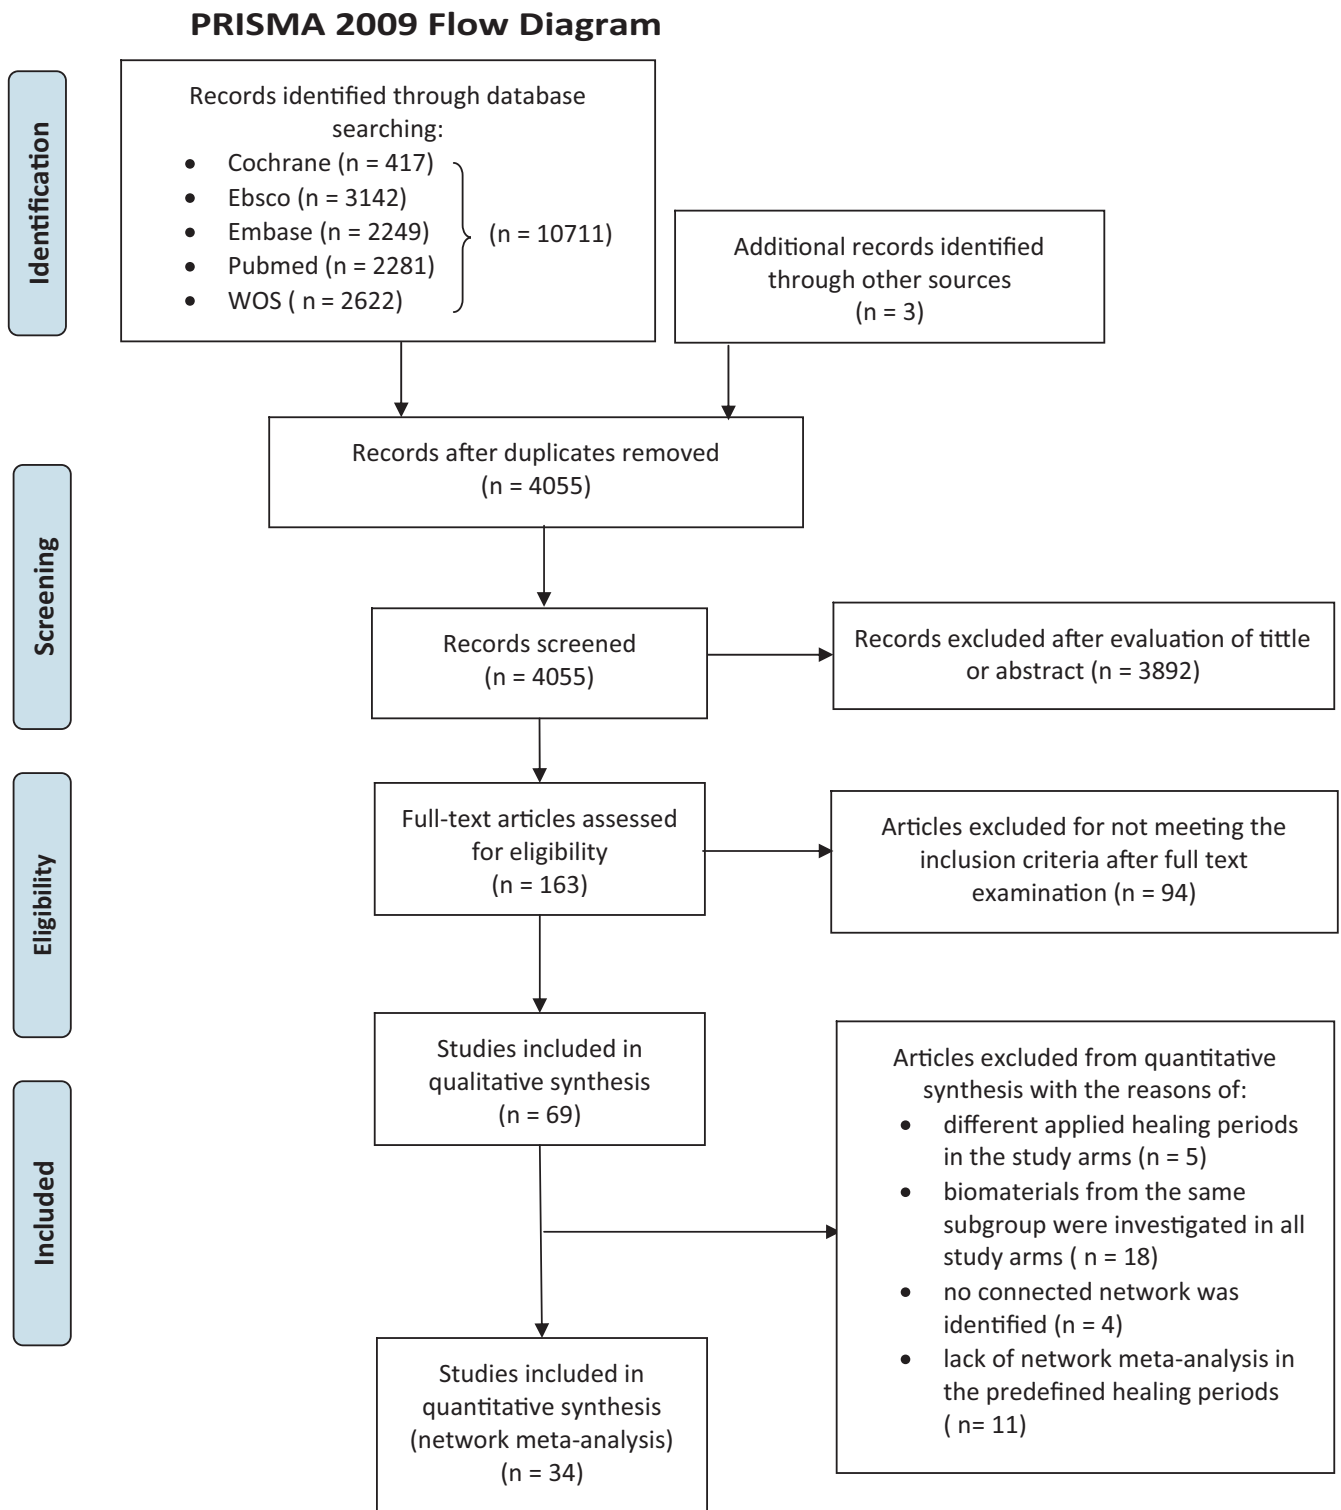 PRISMA 2009 Flow Diagram
Identification
Records identified through database
searching:
• Cochrane (n = 417)
• Ebsco (n = 3142)
• Embase (n = 2249)
• Pubmed (n = 2281)
• WOS ( n = 2622)
(n = 10711)
Additional records identified
through other sources
(n = 3)
Records after duplicates removed
(n = 4055)
Screening
Records screened
(n = 4055)
Records excluded after evaluation of tittle
or abstract (n = 3892)
Eligibility
Full-text articles assessed
for eligibility
(n = 163)
Articles excluded for not meeting the
inclusion criteria after full text
examination (n = 94)
Studies included in
qualitative synthesis
(n = 69)
Included
Articles excluded from quantitative
synthesis with the reasons of:
• different applied healing periods
in the study arms (n = 5)
• biomaterials from the same
subgroup were investigated in all
study arms ( n = 18)
• no connected network was
identified (n = 4)
• lack of network meta-analysis in
the predefined healing periods
( n= 11)
Studies included in
quantitative synthesis
(network meta-analysis)
(n = 34)